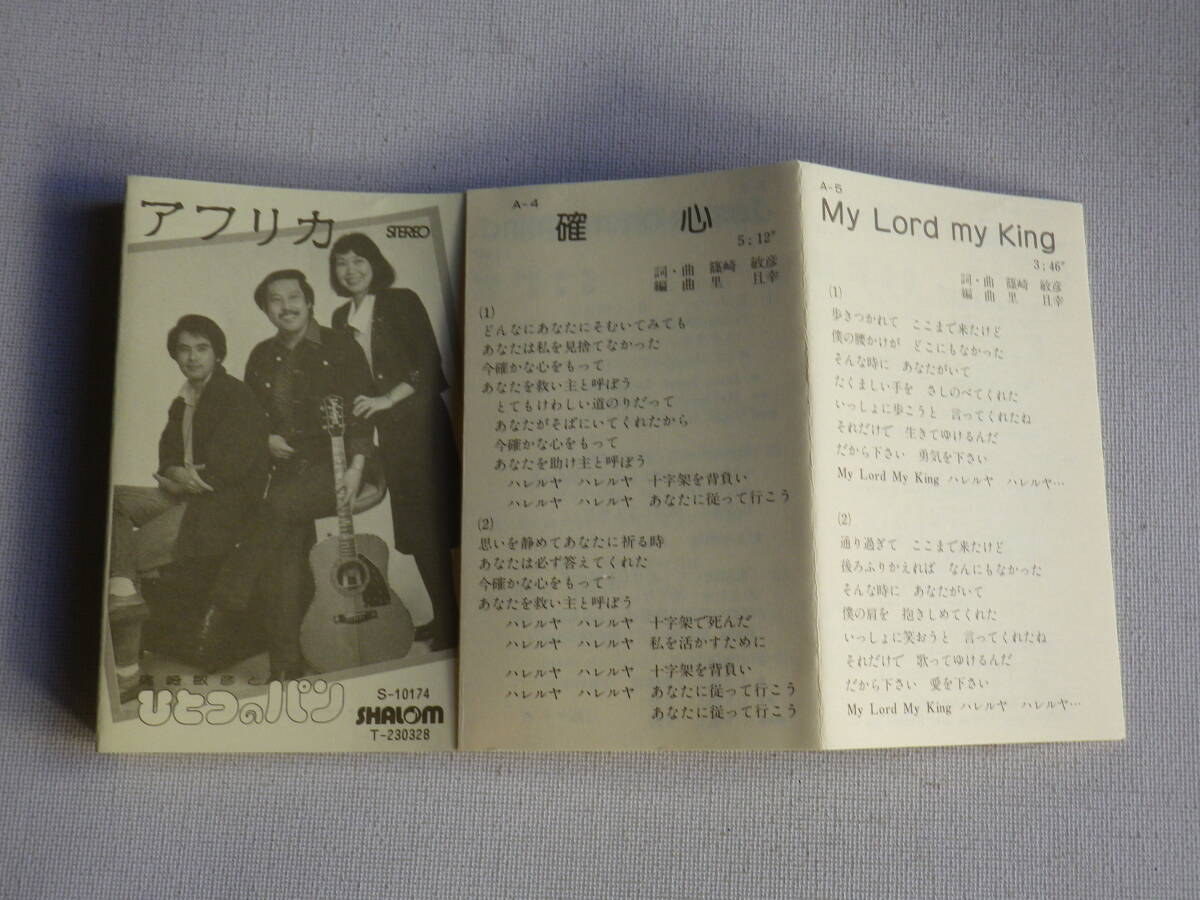 アフリカ
STEREO
篠崎敏彦と
ひとつのパン
S-10174
SHALOM
T-230328
A-4
確心
5;12"
詞・曲 篠崎 敏彦
編曲 里 且幸
(1)
どんなにあなたにそむいてみても
あなたは私を見捨てなかった
今確かな心をもって
あなたを救い主と呼ぼう
とてもけわしい道のりだって
あなたがそばにいてくれたから
今確かな心をもって
あなたを助け主と呼ぼう
ハレルヤ ハレルヤ 十字架を背負い
ハレルヤ ハレルヤ あなたに従って行こう
(2)
思いを静めてあなたに祈る時
あなたは必ず答えてくれた
今確かな心をもって
あなたを救い主と呼ぼう
ハレルヤ ハレルヤ 十字架で死んだ
ハレルヤ ハレルヤ 私を活かすために
ハレルヤ ハレルヤ 十字架を背負い
ハレルヤ ハレルヤ あなたに従って行こう
あなたに従って行こう
A-5
My Lord my King
3;46"
詞・曲 篠崎 敏彦
編曲 里 且幸
(1)
歩きつかれて ここまで来たけど
僕の腰かけが どこにもなかった
そんな時に あなたがいて
たくましい手を さしのべてくれた
いっしょに歩こうと 言ってくれたね
それだけで 生きてゆけるんだ
だから下さい 勇気を下さい
My Lord My King ハレルヤ ハレルヤ…
(2)
通り過ぎて ここまで来たけど
後ろふりかえれば なんにもなかった
そんな時に あなたがいて
僕の肩を 抱きしめてくれた
いっしょに笑おうと 言ってくれたね
それだけで 歌ってゆけるんだ
だから下さい 愛を下さい
My Lord My King ハレルヤ ハレルヤ…